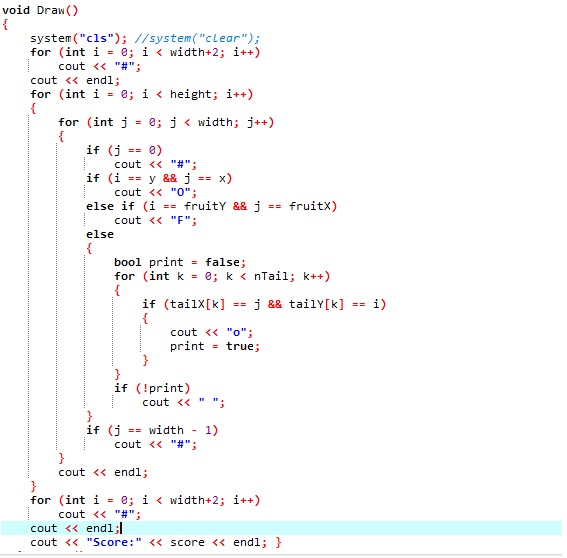 void Draw()
{
system("cls"); //system("clear");
for (int i = 0; i < width+2; i++)
cout << "#";
cout << endl;
for (int i = 0; i < height; i++)
{
for (int j = 0; j < width; j++)
{
if (j == 0)
cout << "#";
if (i == y && j == x)
cout << "O";
else if (i == fruitY && j == fruitX)
cout << "F";
else
{
bool print = false;
for (int k = 0; k < nTail; k++)
{
if (tailX[k] == j && tailY[k] == i)
{
cout << "o";
print = true;
}
}
if (!print)
cout << " ";
}
if (j == width - 1)
cout << "#";
}
cout << endl;
}
for (int i = 0; i < width+2; i++)
cout << "#";
cout << endl;
cout << "Score:" << score << endl; }